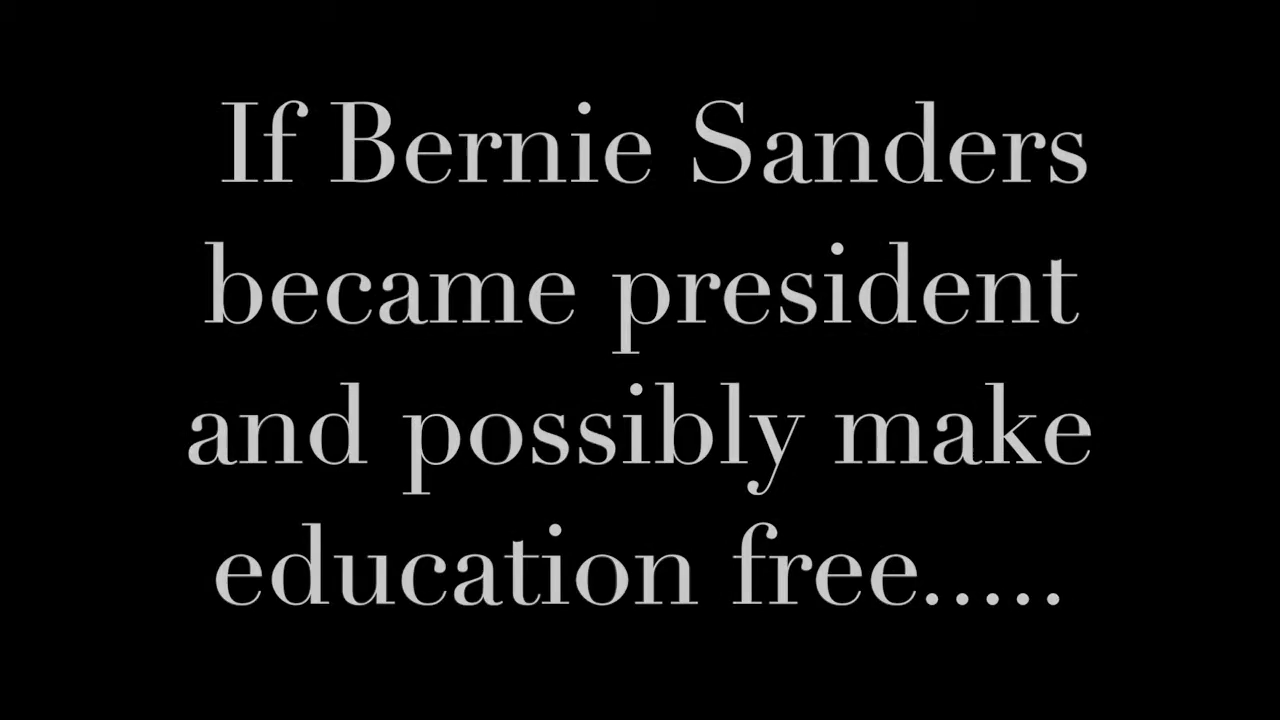 If Bernie Sanders
became president
and possibly make
education free.....